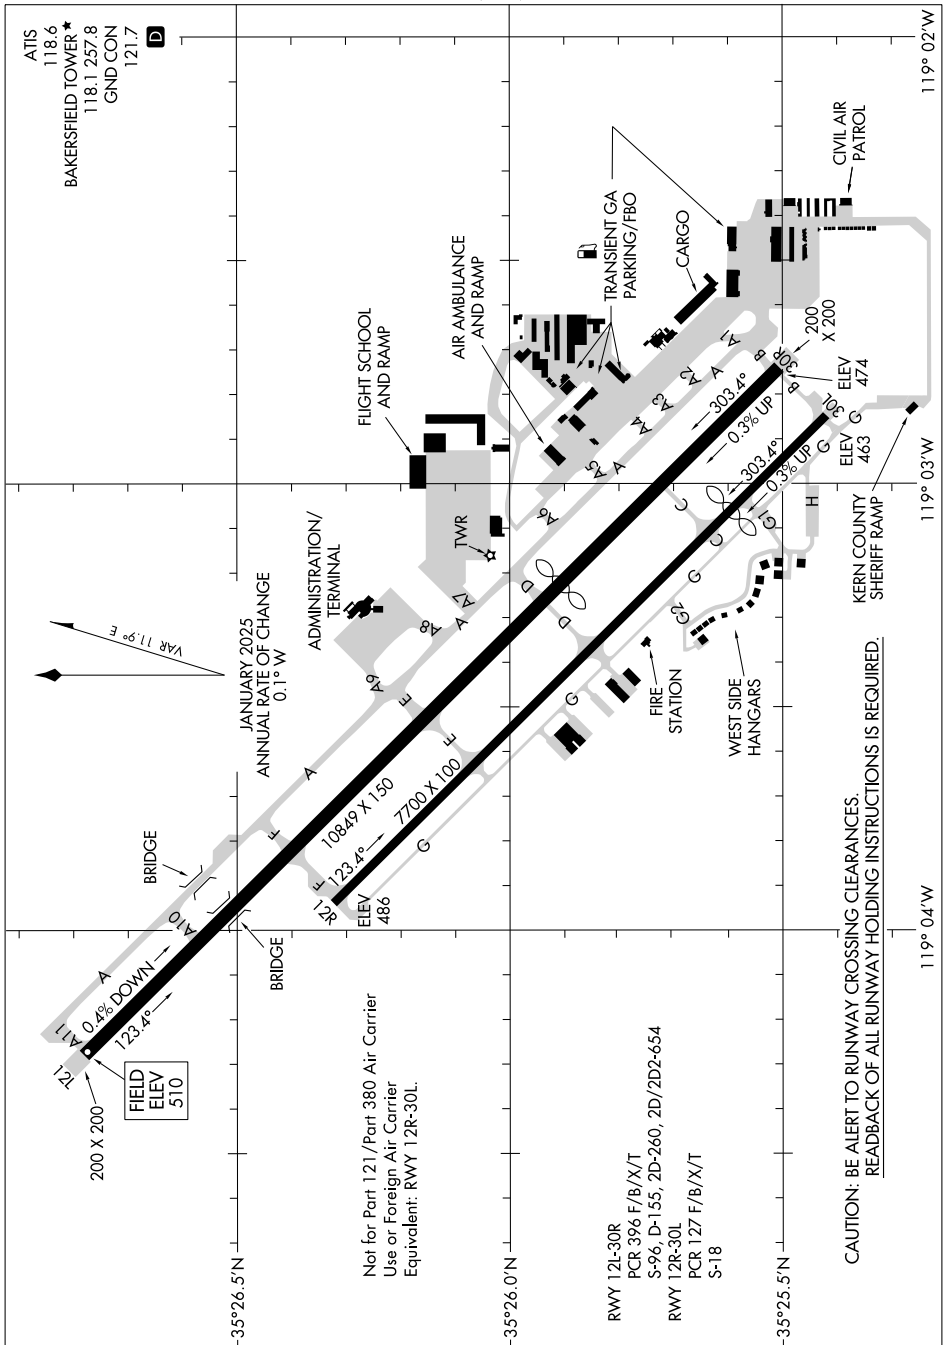 ATIS
118.6
BAKERSFIELD TOWER ★
118.1 257.8
GND CON
121.7
D
119° 02'W
CIVIL AIR
PATROL
TRANSIENT GA
PARKING/FBO
CARGO
AIR AMBULANCE
AND RAMP
FLIGHT SCHOOL
AND RAMP
200
X 200
A1
A2
A
A3
A4
A5
A
A6
B
30R
B
ELEV
474
303.4°
0.3% UP
30L
G
ELEV
463
G
303.4°
0.3% UP
119° 03'W
C
C
G1
H
KERN COUNTY
SHERIFF RAMP
TWR
ADMINISTRATION/
TERMINAL
A7
A
A8
A9
D
D
G
G2
E
E
G
FIRE
STATION
WEST SIDE
HANGARS
VAR 11.9° E
JANUARY 2025
ANNUAL RATE OF CHANGE
0.1° W
A
F
10849 X 150
7700 X 100
123.4°
G
F
12R
ELEV
486
BRIDGE
BRIDGE
119° 04'W
A10
A
0.4% DOWN
123.4°
A11
12L
FIELD
ELEV
510
200 X 200
Not for Part 121/Part 380 Air Carrier
Use or Foreign Air Carrier
Equivalent: RWY 12R-30L.
RWY 12L-30R
PCR 396 F/B/X/T
S-96, D-155, 2D-260, 2D/2D2-654
RWY 12R-30L
PCR 127 F/B/X/T
S-18
CAUTION: BE ALERT TO RUNWAY CROSSING CLEARANCES.
READBACK OF ALL RUNWAY HOLDING INSTRUCTIONS IS REQUIRED.
35°26.5'N
35°26.0'N
35°25.5'N